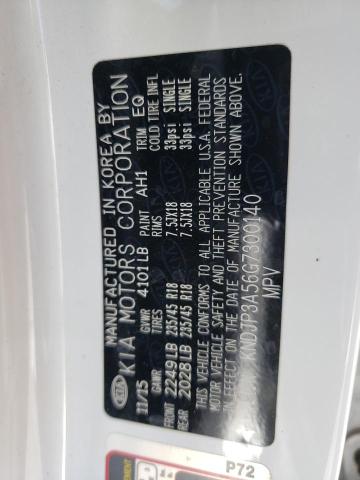 MANUFACTURED IN KOREA BY
KIA KIA MOTORS CORPORATION
11/15 GVWR 4101LB PAINT AH1 TRIM EQ
GAWR TIRES RIMS COLD TIRE INFL
FRONT 2249LB 235/45 R18 7.5JX18 33psi SINGLE
REAR 2028LB 235/45 R18 7.5JX18 33psi SINGLE
THIS VEHICLE CONFORMS TO ALL APPLICABLE U.S.A. FEDERAL
MOTOR VEHICLE SAFETY AND THEFT PREVENTION STANDARDS
IN EFFECT ON THE DATE OF MANUFACTURE SHOWN ABOVE.
KNDJP3A56G7300140
MPV
P72